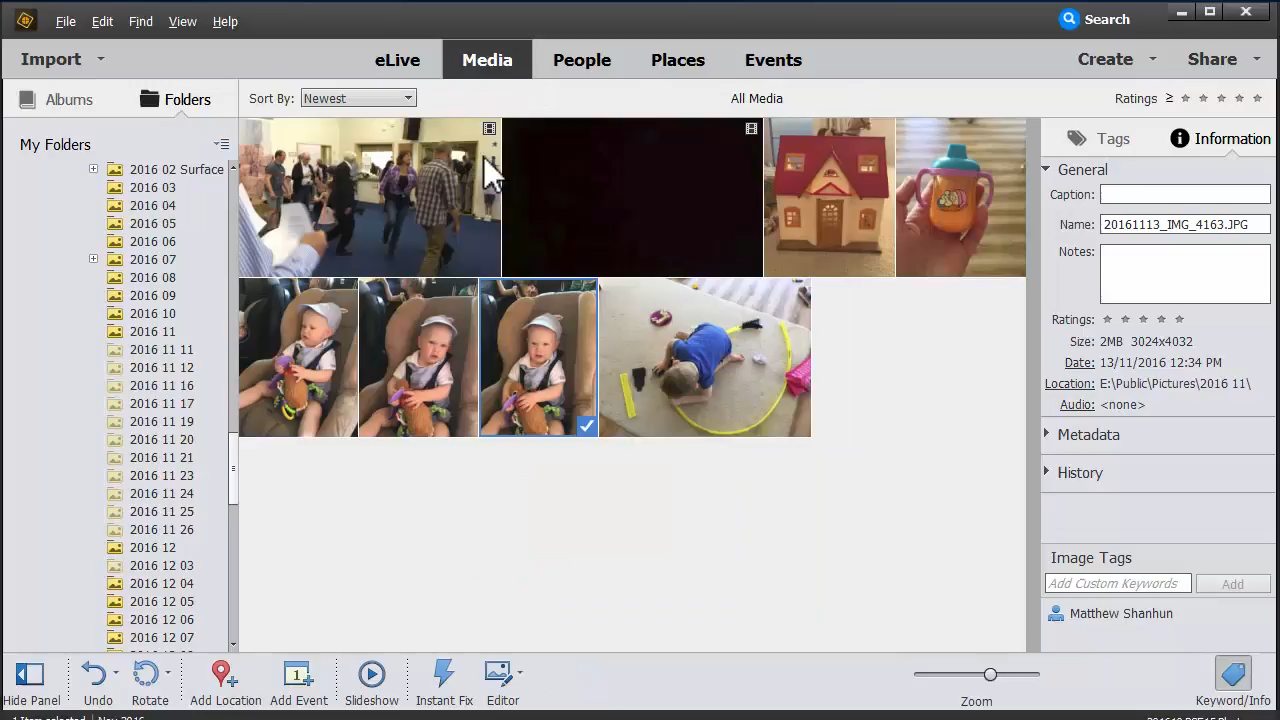 File Edit Find View Help Search
Import eLive Media People Places Events Create Share
Albums Folders Sort By: Newest All Media Ratings ≥
My Folders
2016 02 Surface
2016 03
2016 04
2016 05
2016 06
2016 07
2016 08
2016 09
2016 10
2016 11
2016 11 11
2016 11 12
2016 11 16
2016 11 17
2016 11 19
2016 11 20
2016 11 21
2016 11 23
2016 11 24
2016 11 25
2016 11 26
2016 12
2016 12 03
2016 12 04
2016 12 05
2016 12 06
2016 12 07
Tags Information
General
Caption:
Name: 20161113_IMG_4163.JPG
Notes:
Ratings:
Size: 2MB 3024x4032
Date: 13/11/2016 12:34 PM
Location: E:\Public\Pictures\2016 11\
Audio: <none>
Metadata
History
Image Tags
Add Custom Keywords Add
Matthew Shanhun
Hide Panel Undo Rotate Add Location Add Event Slideshow Instant Fix Editor Zoom Keyword/Info